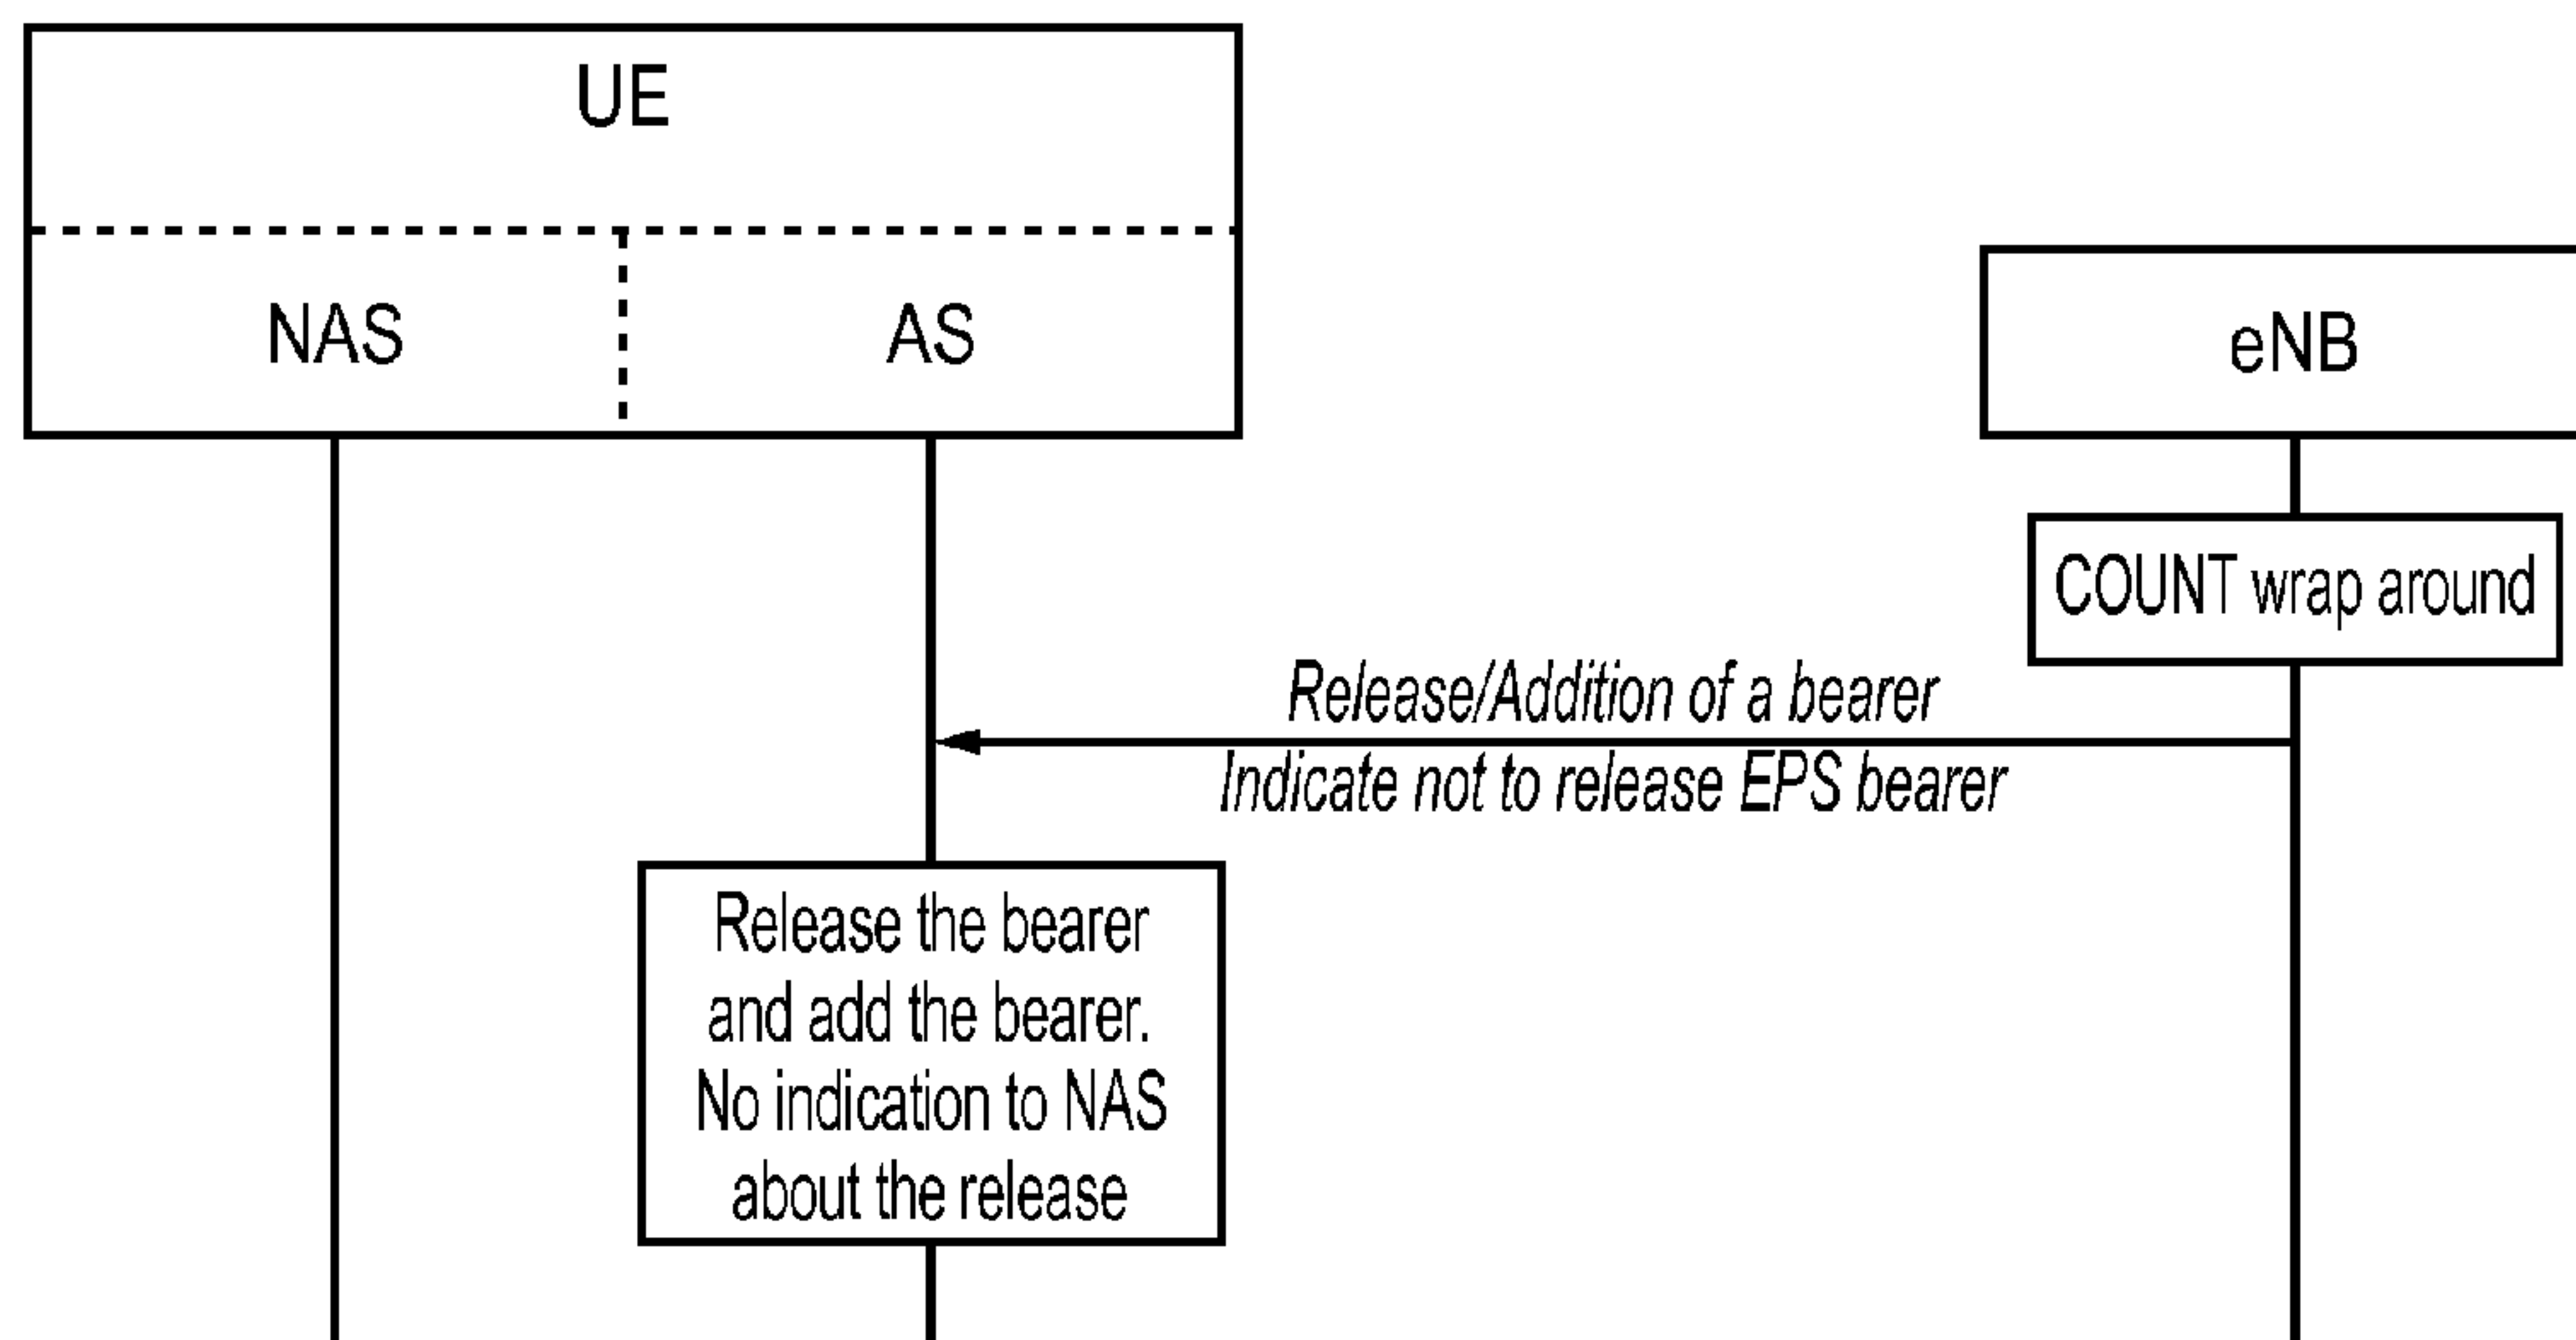 UE
NAS
AS
eNB
COUNT wrap around
Release/Addition of a bearer
Indicate not to release EPS bearer
Release the bearer
and add the bearer.
No indication to NAS
about the release